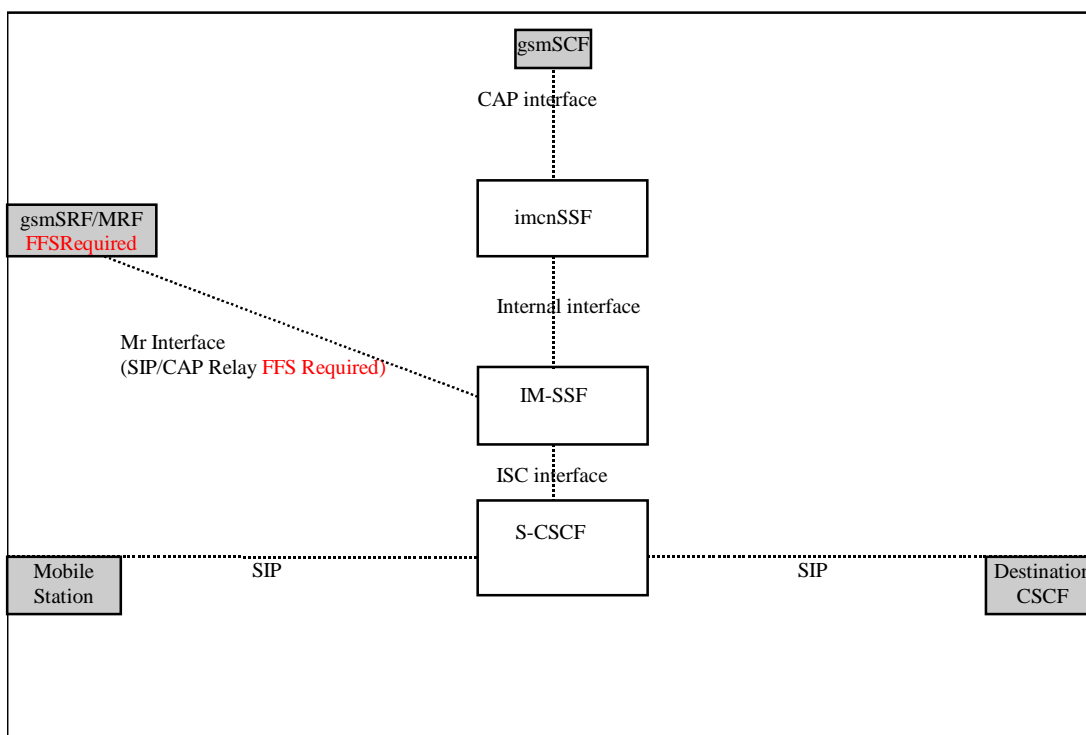 gsmSCF
CAP interface
imcnSSF
gsmSRF/MRF
FFSRequired
Internal interface
Mr Interface
(SIP/CAP Relay FFS Required)
IM-SSF
ISC interface
S-CSCF
Mobile
Station
SIP
SIP
Destination
CSCF